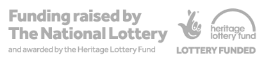 Funding raised by
The National Lottery
and awarded by the Heritage Lottery Fund
heritage
lottery fund
LOTTERY FUNDED